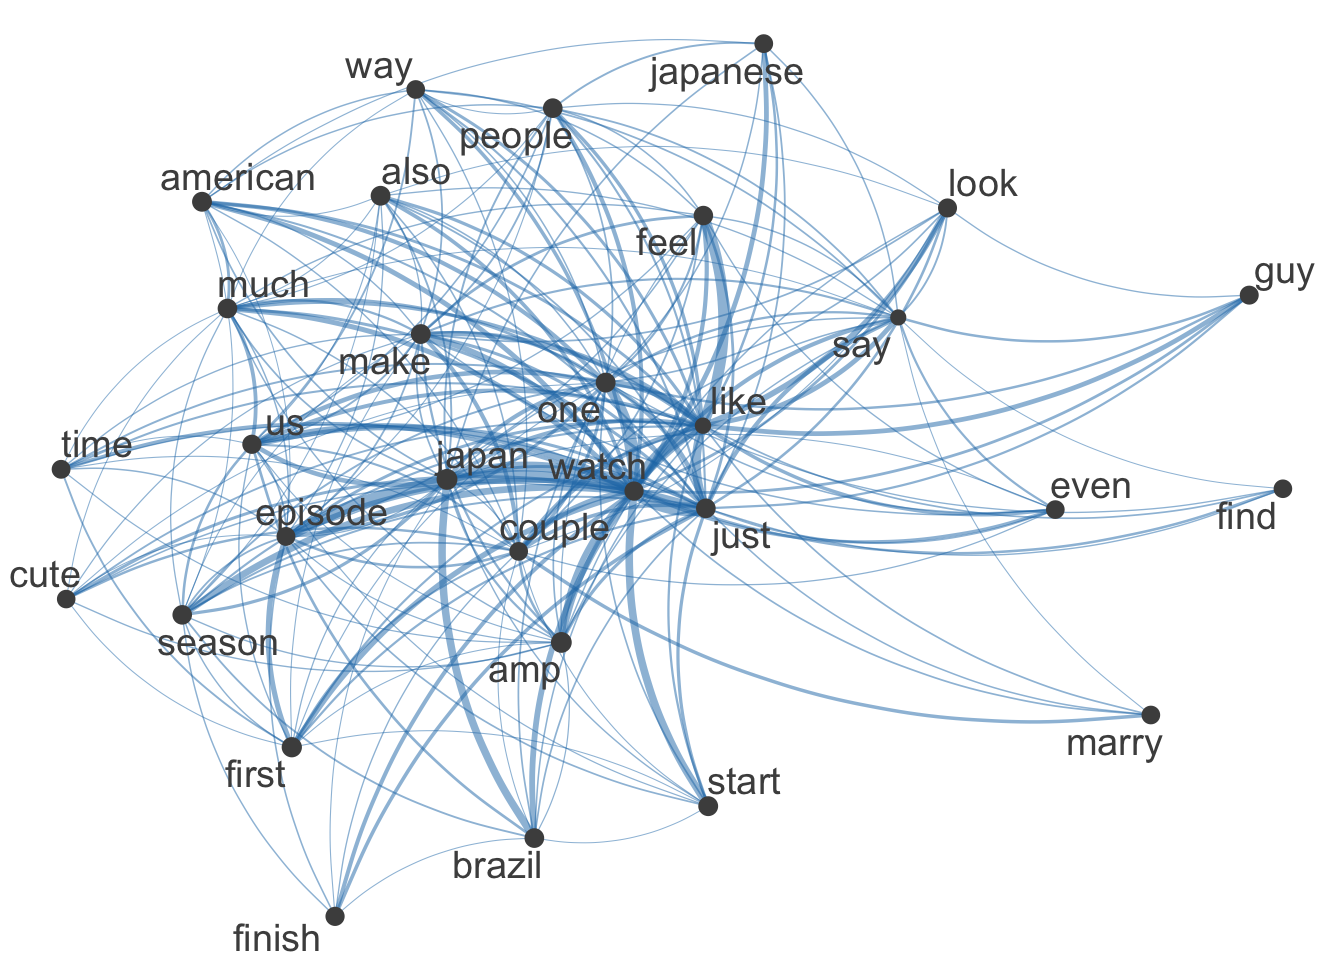 way
japanese
people
american
also
look
feel
guy
much
say
make
one
like
time
us
japan
watch
even
episode
couple
just
find
cute
season
amp
marry
first
start
brazil
finish